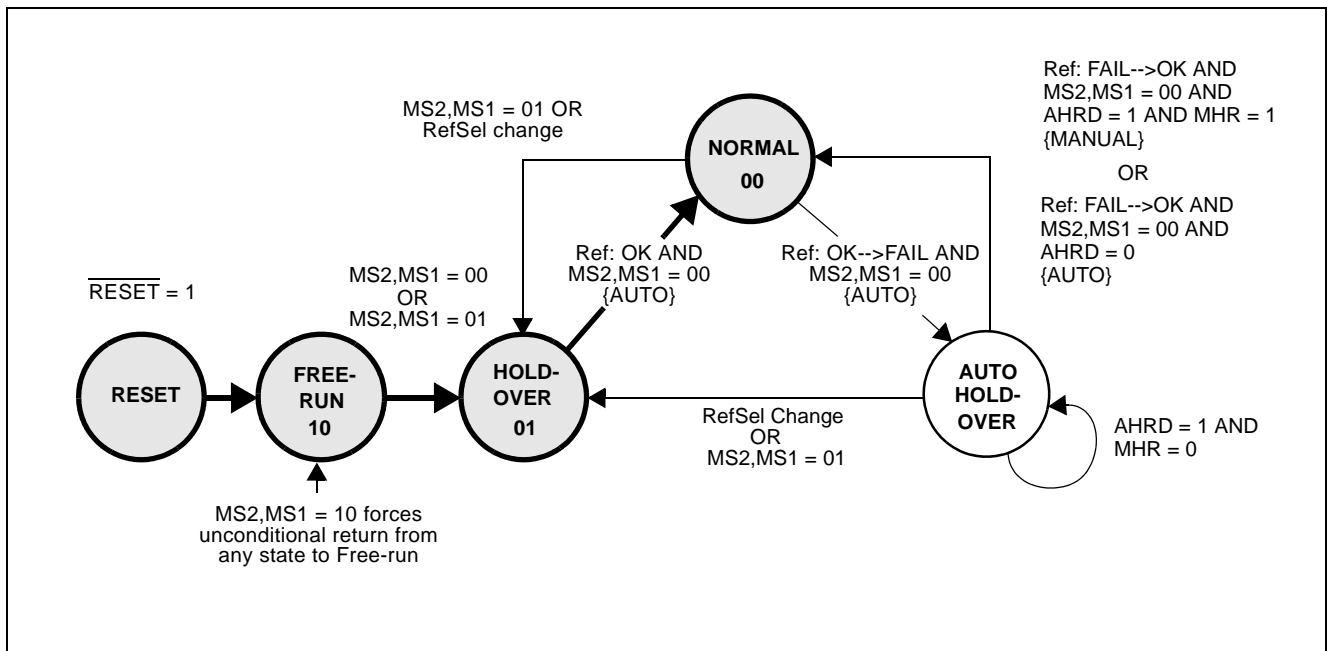 Ref: FAIL-->OK AND
MS2,MS1 = 00 AND
AHRD = 1 AND MHR = 1
{MANUAL}
OR
Ref: FAIL-->OK AND
MS2,MS1 = 00 AND
AHRD = 0
{AUTO}
MS2,MS1 = 01 OR
RefSel change
NORMAL
00
Ref: OK AND
MS2,MS1 = 00
{AUTO}
Ref: OK-->FAIL AND
MS2,MS1 = 00
{AUTO}
RESET = 1
MS2,MS1 = 00
OR
MS2,MS1 = 01
RESET
FREE-
RUN
10
HOLD-
OVER
01
AUTO
HOLD-
OVER
RefSel Change
OR
MS2,MS1 = 01
AHRD = 1 AND
MHR = 0
MS2,MS1 = 10 forces
unconditional return from
any state to Free-run